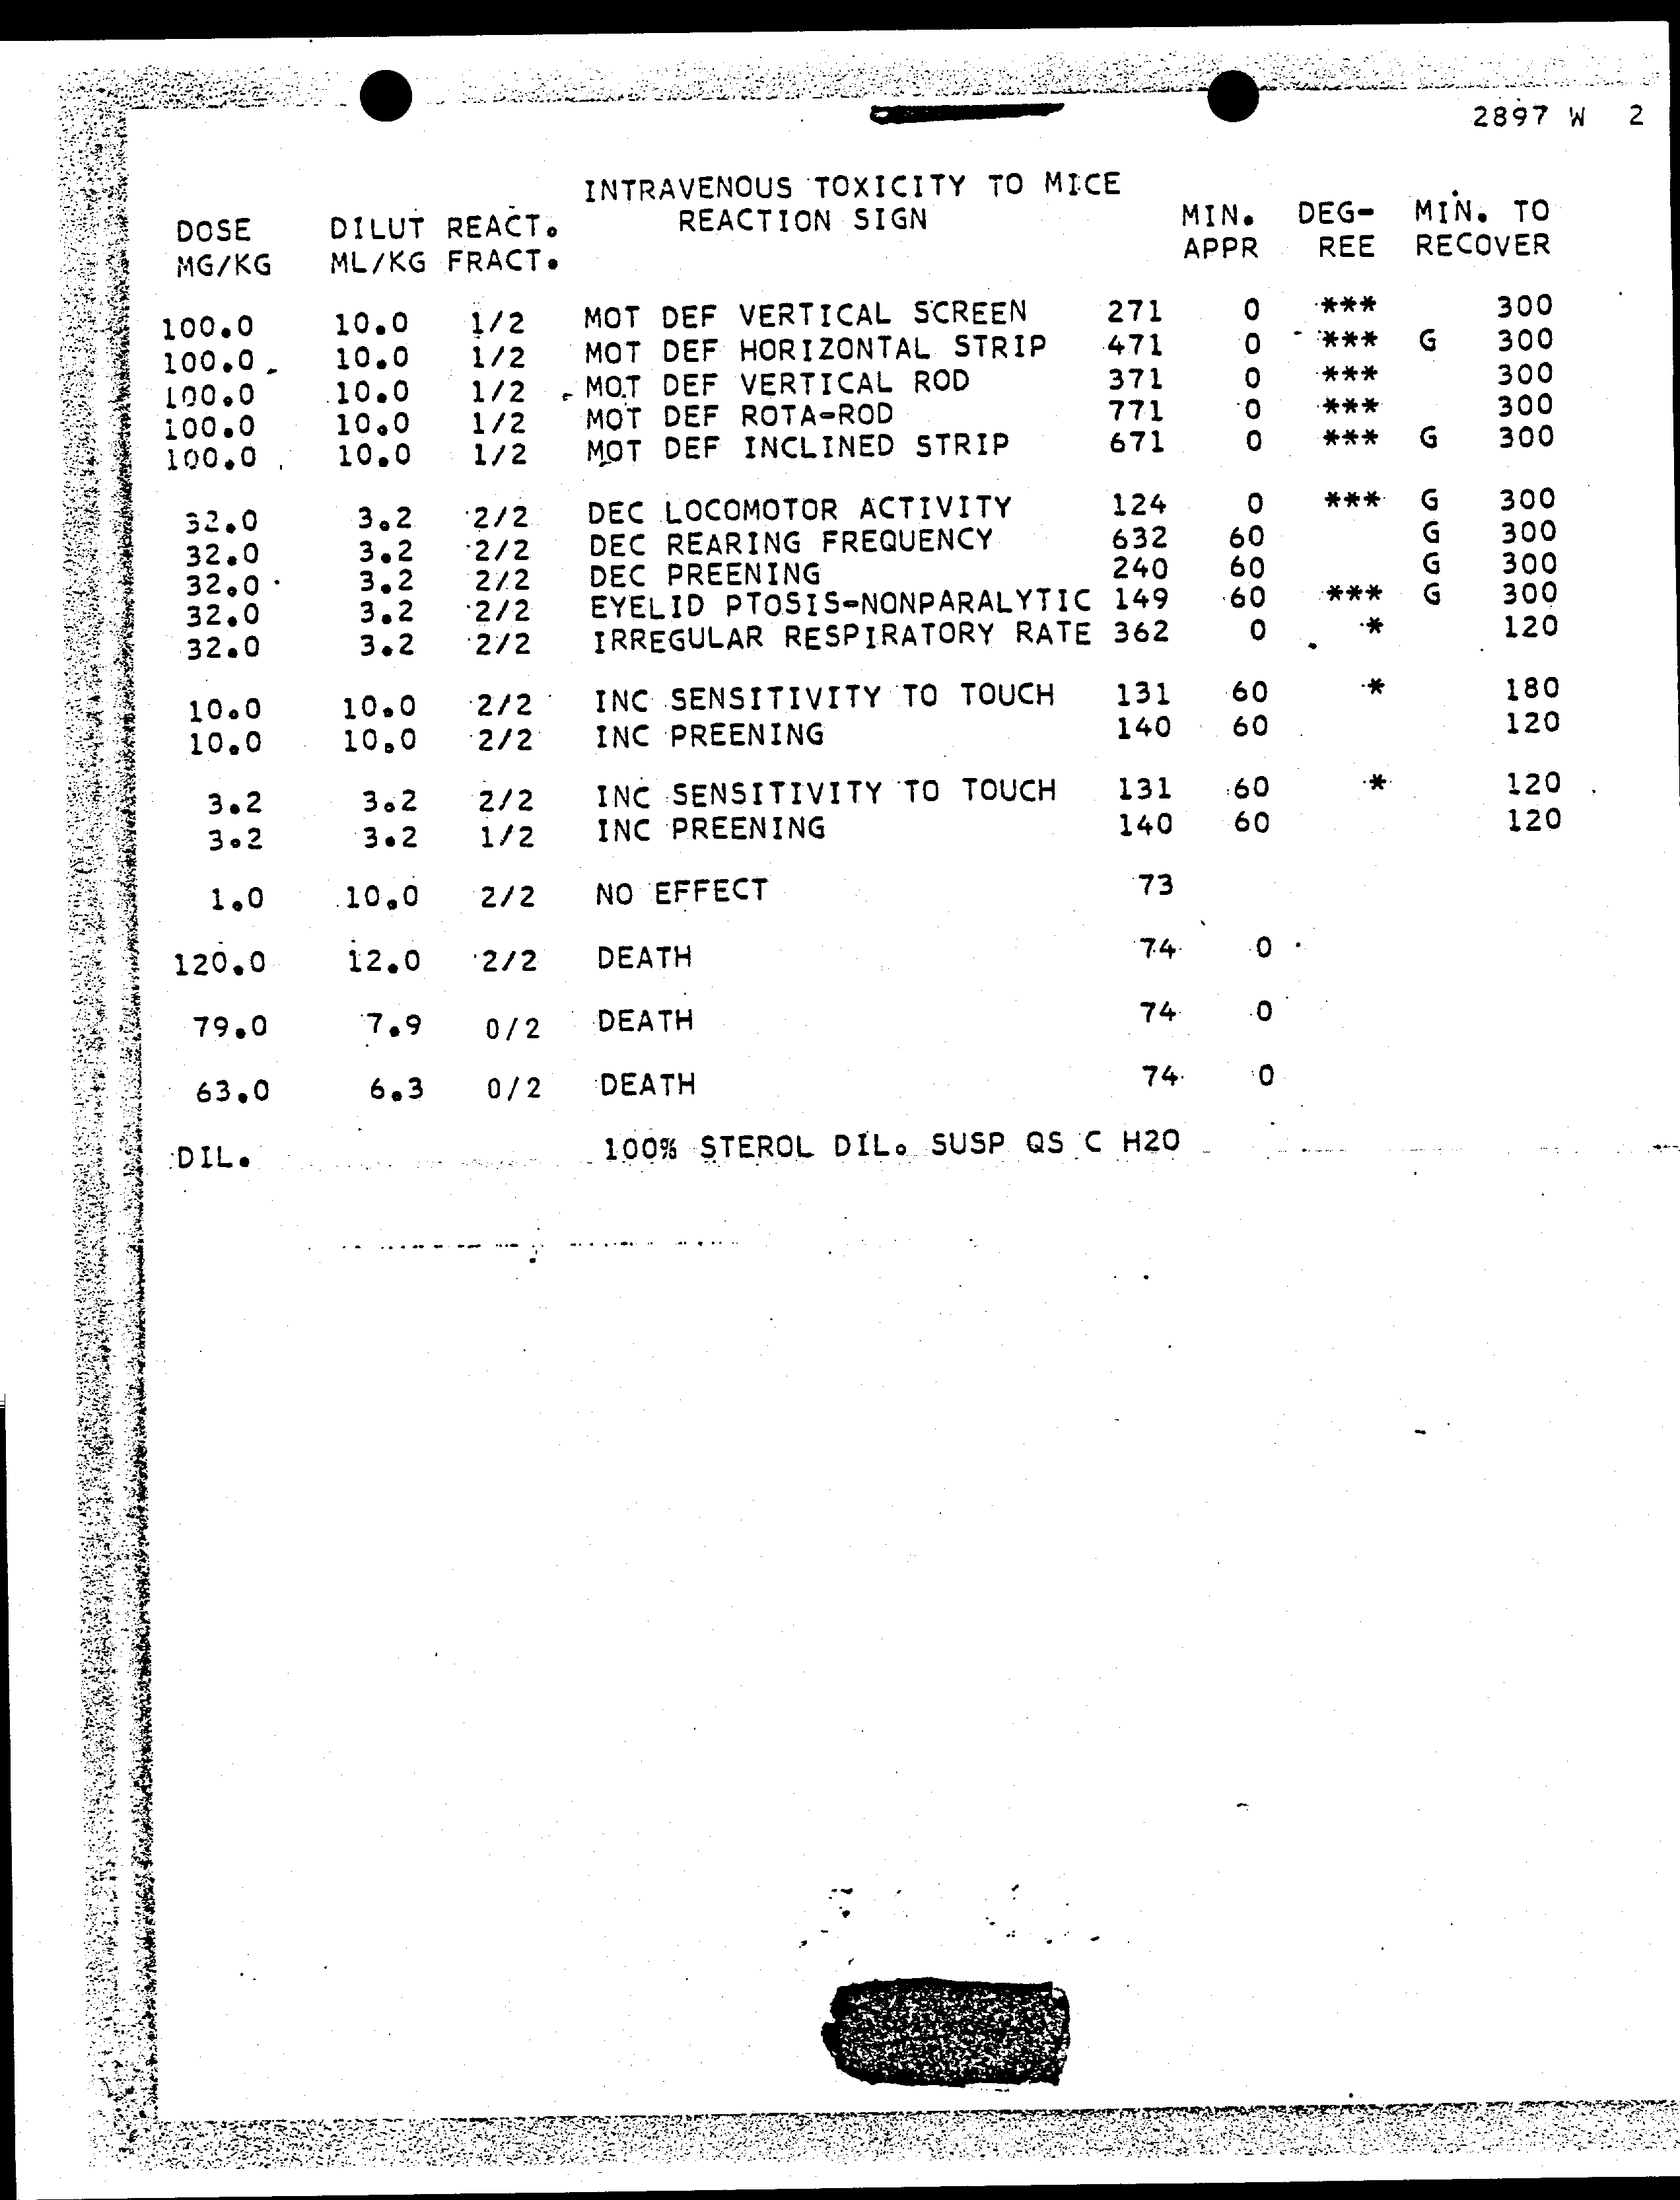 2897 W 2
INTRAVENOUS TOXICITY TO MICE
DOSE DILUT REACT. REACTION SIGN MIN. DEG- MIN. TO
MG/KG ML/KG FRACT. APPR REE RECOVER
100.0 10.0 1/2 MOT DEF VERTICAL SCREEN 271 0 *** 300
100.0 10.0 1/2 MOT DEF HORIZONTAL STRIP 471 0 *** G 300
100.0 10.0 1/2 MOT DEF VERTICAL ROD 371 0 *** 300
100.0 10.0 1/2 MOT DEF ROTA-ROD 771 0 *** 300
100.0 10.0 1/2 MOT DEF INCLINED STRIP 671 0 *** G 300
32.0 3.2 2/2 DEC LOCOMOTOR ACTIVITY 124 0 *** G 300
32.0 3.2 2/2 DEC REARING FREQUENCY 632 60 G 300
32.0 3.2 2/2 DEC PREENING 240 60 G 300
32.0 3.2 2/2 EYELID PTOSIS-NONPARALYTIC 149 60 *** G 300
32.0 3.2 2/2 IRREGULAR RESPIRATORY RATE 362 0 * 120
10.0 10.0 2/2 INC SENSITIVITY TO TOUCH 131 60 * 180
10.0 10.0 2/2 INC PREENING 140 60 120
3.2 3.2 2/2 INC SENSITIVITY TO TOUCH 131 60 * 120
3.2 3.2 1/2 INC PREENING 140 60 120
1.0 10.0 2/2 NO EFFECT 73
120.0 12.0 2/2 DEATH 74 0
79.0 7.9 0/2 DEATH 74 0
63.0 6.3 0/2 DEATH 74 0
DIL. 100% STEROL DIL. SUSP QS C H2O